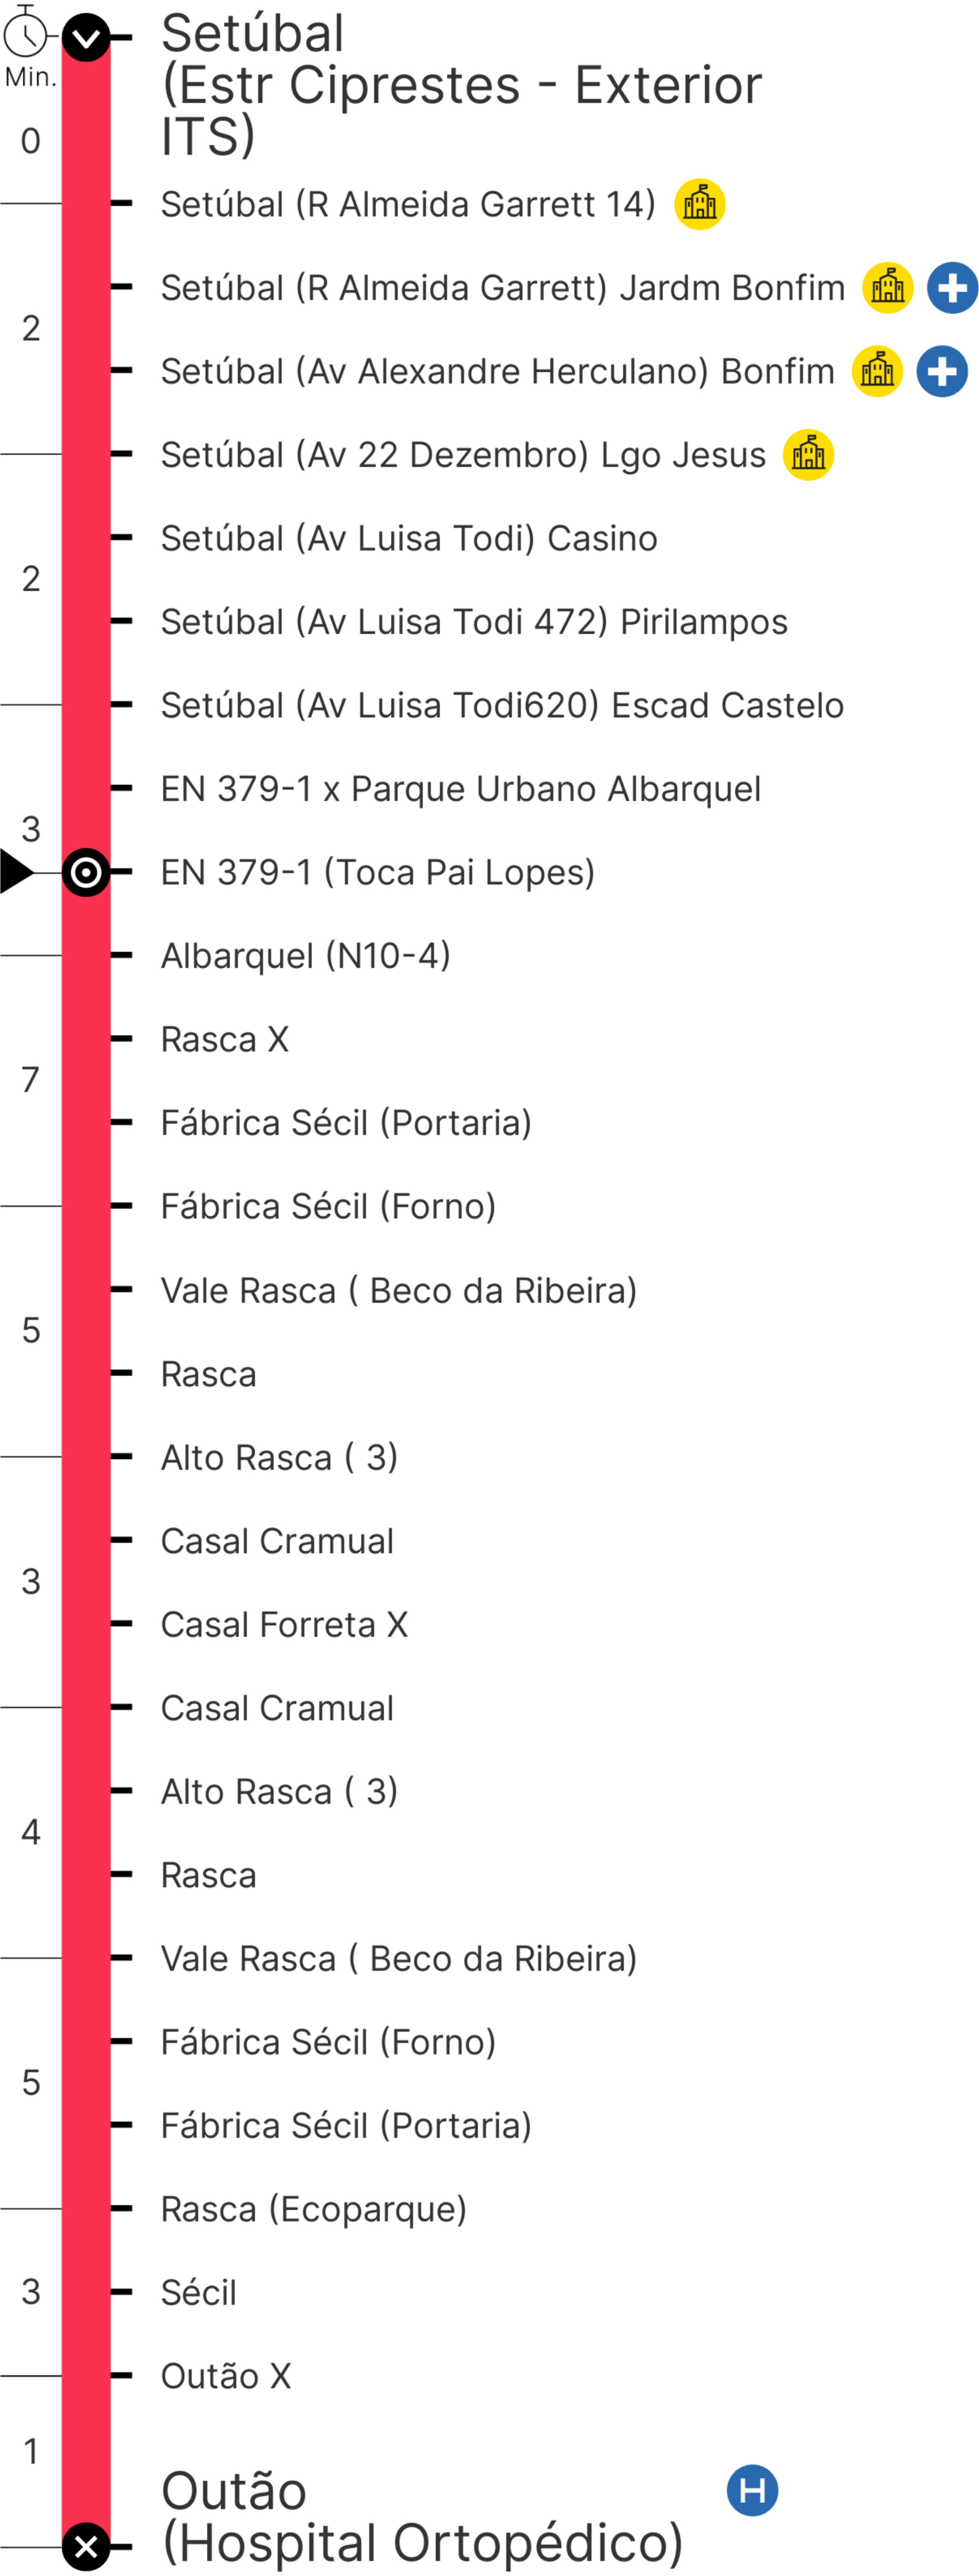 Setúbal
Min.
(Estr Ciprestes - Exterior
ITS)
0
Setúbal (R Almeida Garrett 14)
Setúbal (R Almeida Garrett) Jardm Bonfim
2
Setúbal (Av Alexandre Herculano) Bonfim
Setúbal (Av 22 Dezembro) Lgo Jesus
Setúbal (Av Luisa Todi) Casino
2
Setúbal (Av Luisa Todi 472) Pirilampos
Setúbal (Av Luisa Todi620) Escad Castelo
EN 379-1 x Parque Urbano Albarquel
3
EN 379-1 (Toca Pai Lopes)
Albarquel (N10-4)
Rasca X
7
Fábrica Sécil (Portaria)
Fábrica Sécil (Forno)
Vale Rasca ( Beco da Ribeira)
5
Rasca
Alto Rasca ( 3)
Casal Cramual
3
Casal Forreta X
Casal Cramual
Alto Rasca ( 3)
4
Rasca
Vale Rasca ( Beco da Ribeira)
Fábrica Sécil (Forno)
5
Fábrica Sécil (Portaria)
Rasca (Ecoparque)
3
Sécil
Outão X
1
Outão
H
(Hospital Ortopédico)